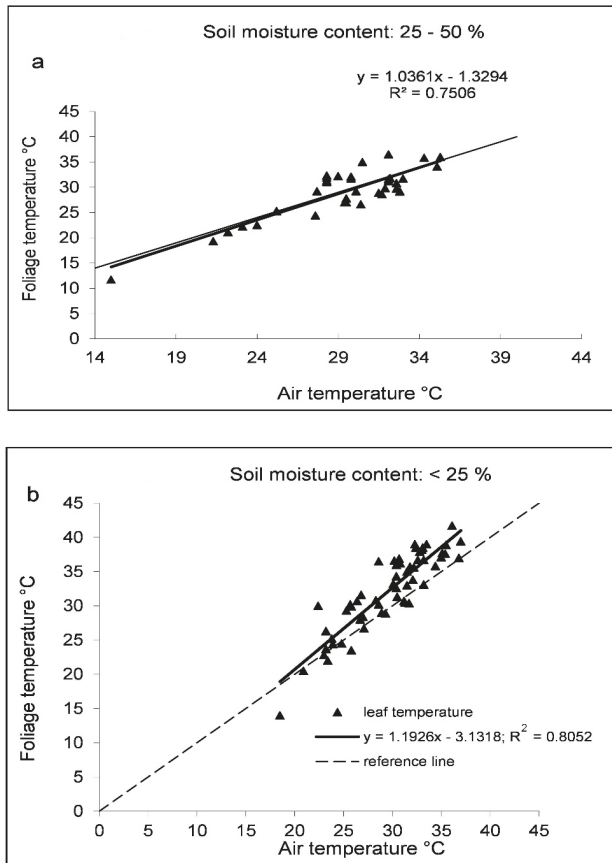 Soil moisture content: 25 - 50 %
a
y = 1.0361x - 1.3294
R² = 0.7506
Foliage temperature °C
45
40
35
30
25
20
15
10
5
0
14 19 24 29 34 39 44
Air temperature °C
Soil moisture content: < 25 %
b
Foliage temperature °C
45
40
35
30
25
20
15
10
5
0
leaf temperature
y = 1.1926x - 3.1318; R² = 0.8052
reference line
0 5 10 15 20 25 30 35 40 45
Air temperature °C